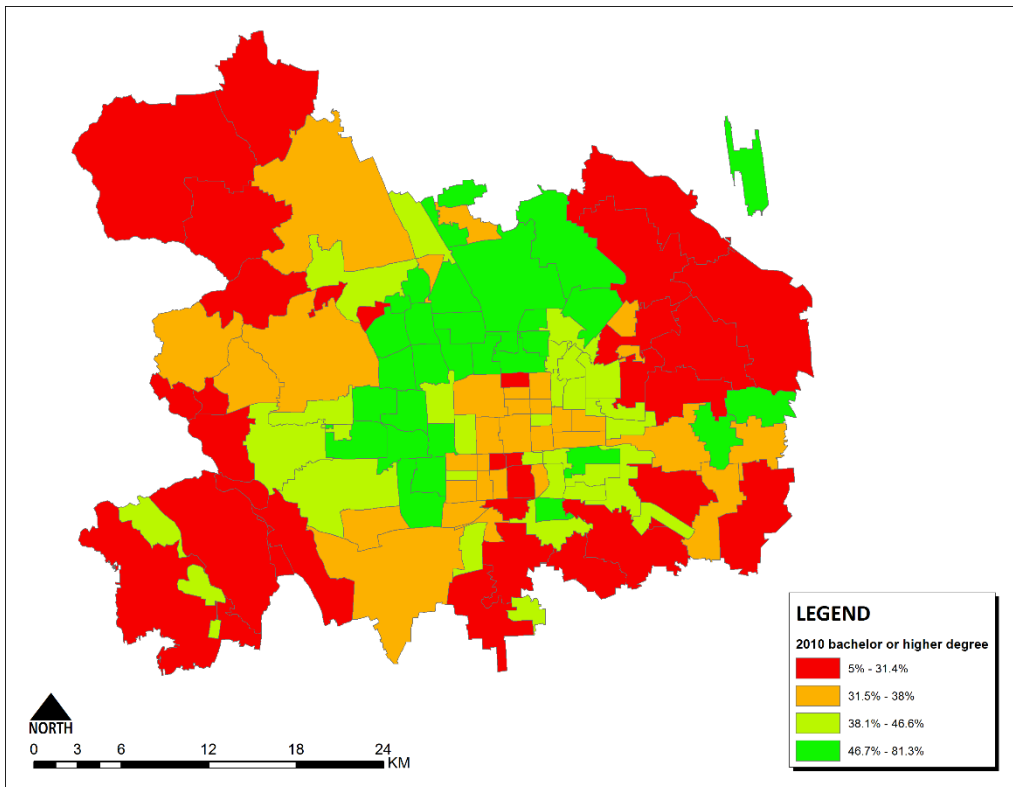 LEGEND
2010 bachelor or higher degree
5% - 31.4%
31.5% - 38%
38.1% - 46.6%
46.7% - 81.3%
NORTH
0 3 6 12 18 24
KM